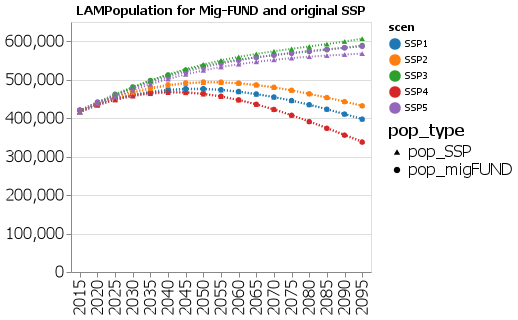 LAMPopulation for Mig-FUND and original SSP
600,000
500,000
400,000
300,000
200,000
100,000
0
2015
2020
2025
2030
2035
2040
2045
2050
2055
2060
2065
2070
2075
2080
2085
2090
2095
scen
SSP1
SSP2
SSP3
SSP4
SSP5
pop_type
pop_SSP
pop_migFUND